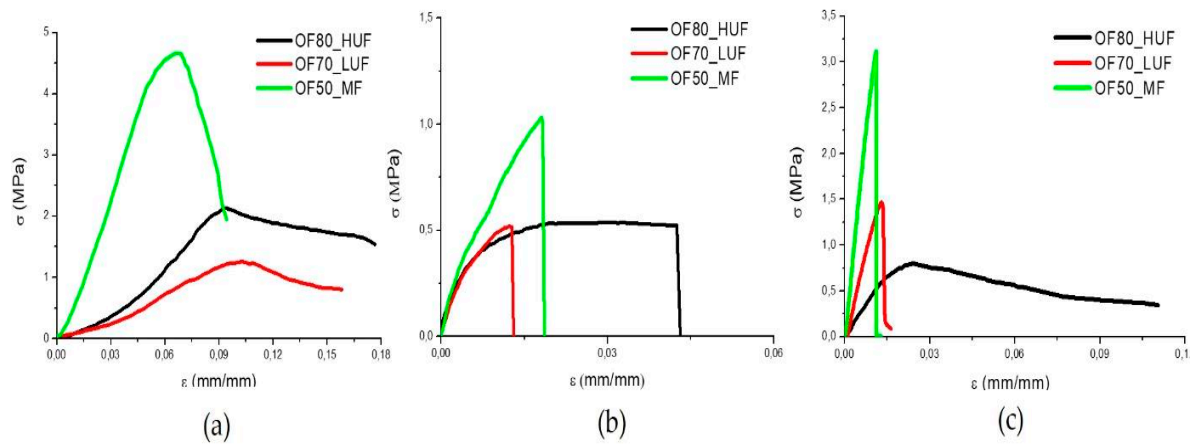 5
4
3
2
1
0
σ (MPa)
OF80_HUF
OF70_LUF
OF50_MF
0,00 0,03 0,06 0,09 0,12 0,15 0,18
ε (mm/mm)
(a)
1,5
1,0
0,5
0,0
σ (MPa)
OF80_HUF
OF70_LUF
OF50_MF
0,00 0,03 0,06
ε (mm/mm)
(b)
3,5
3,0
2,5
2,0
1,5
1,0
0,5
0,0
σ (MPa)
OF80_HUF
OF70_LUF
OF50_MF
0,00 0,03 0,06 0,09 0,1
ε (mm/mm)
(c)